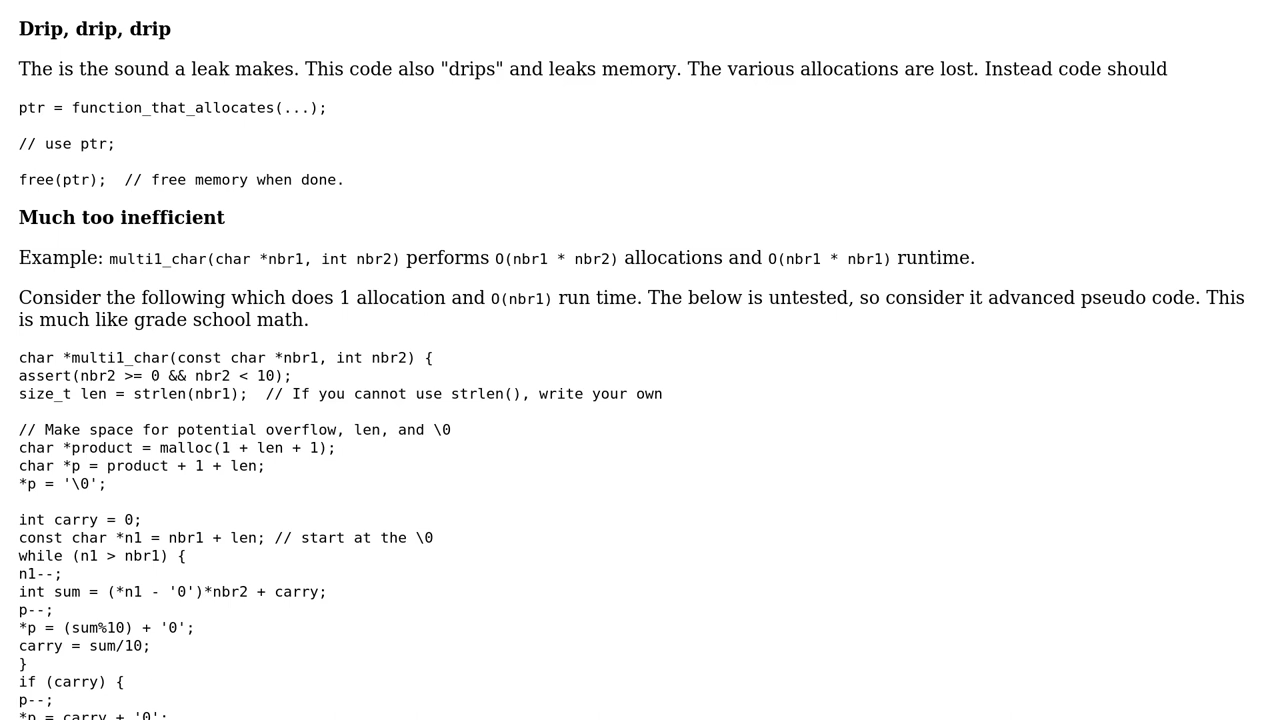 Drip, drip, drip
The is the sound a leak makes. This code also "drips" and leaks memory. The various allocations are lost. Instead code should
ptr = function_that_allocates(...);
// use ptr;
free(ptr);  // free memory when done.
Much too inefficient
Example: multi1_char(char *nbr1, int nbr2) performs O(nbr1 * nbr2) allocations and O(nbr1 * nbr1) runtime.
Consider the following which does 1 allocation and O(nbr1) run time. The below is untested, so consider it advanced pseudo code. This
is much like grade school math.
char *multi1_char(const char *nbr1, int nbr2) {
assert(nbr2 >= 0 && nbr2 < 10);
size_t len = strlen(nbr1);  // If you cannot use strlen(), write your own
// Make space for potential overflow, len, and \0
char *product = malloc(1 + len + 1);
char *p = product + 1 + len;
*p = '\0';
int carry = 0;
const char *n1 = nbr1 + len; // start at the \0
while (n1 > nbr1) {
n1--;
int sum = (*n1 - '0')*nbr2 + carry;
p--;
*p = (sum%10) + '0';
carry = sum/10;
}
if (carry) {
p--;
*p = carry + '0';